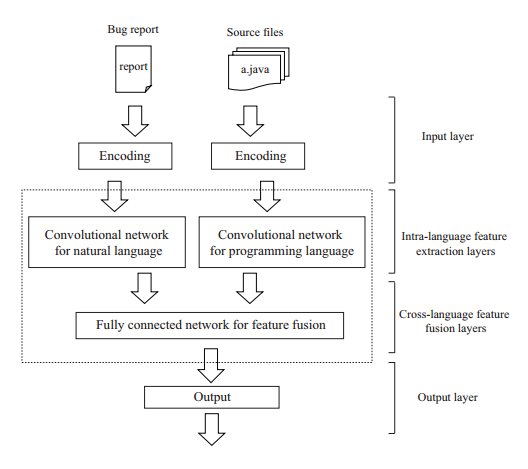 Bug report
Source files
report
a.java
Input layer
Encoding
Encoding
Convolutional network
for natural language
Convolutional network
for programming language
Intra-language feature
extraction layers
Fully connected network for feature fusion
Cross-language feature
fusion layers
Output
Output layer